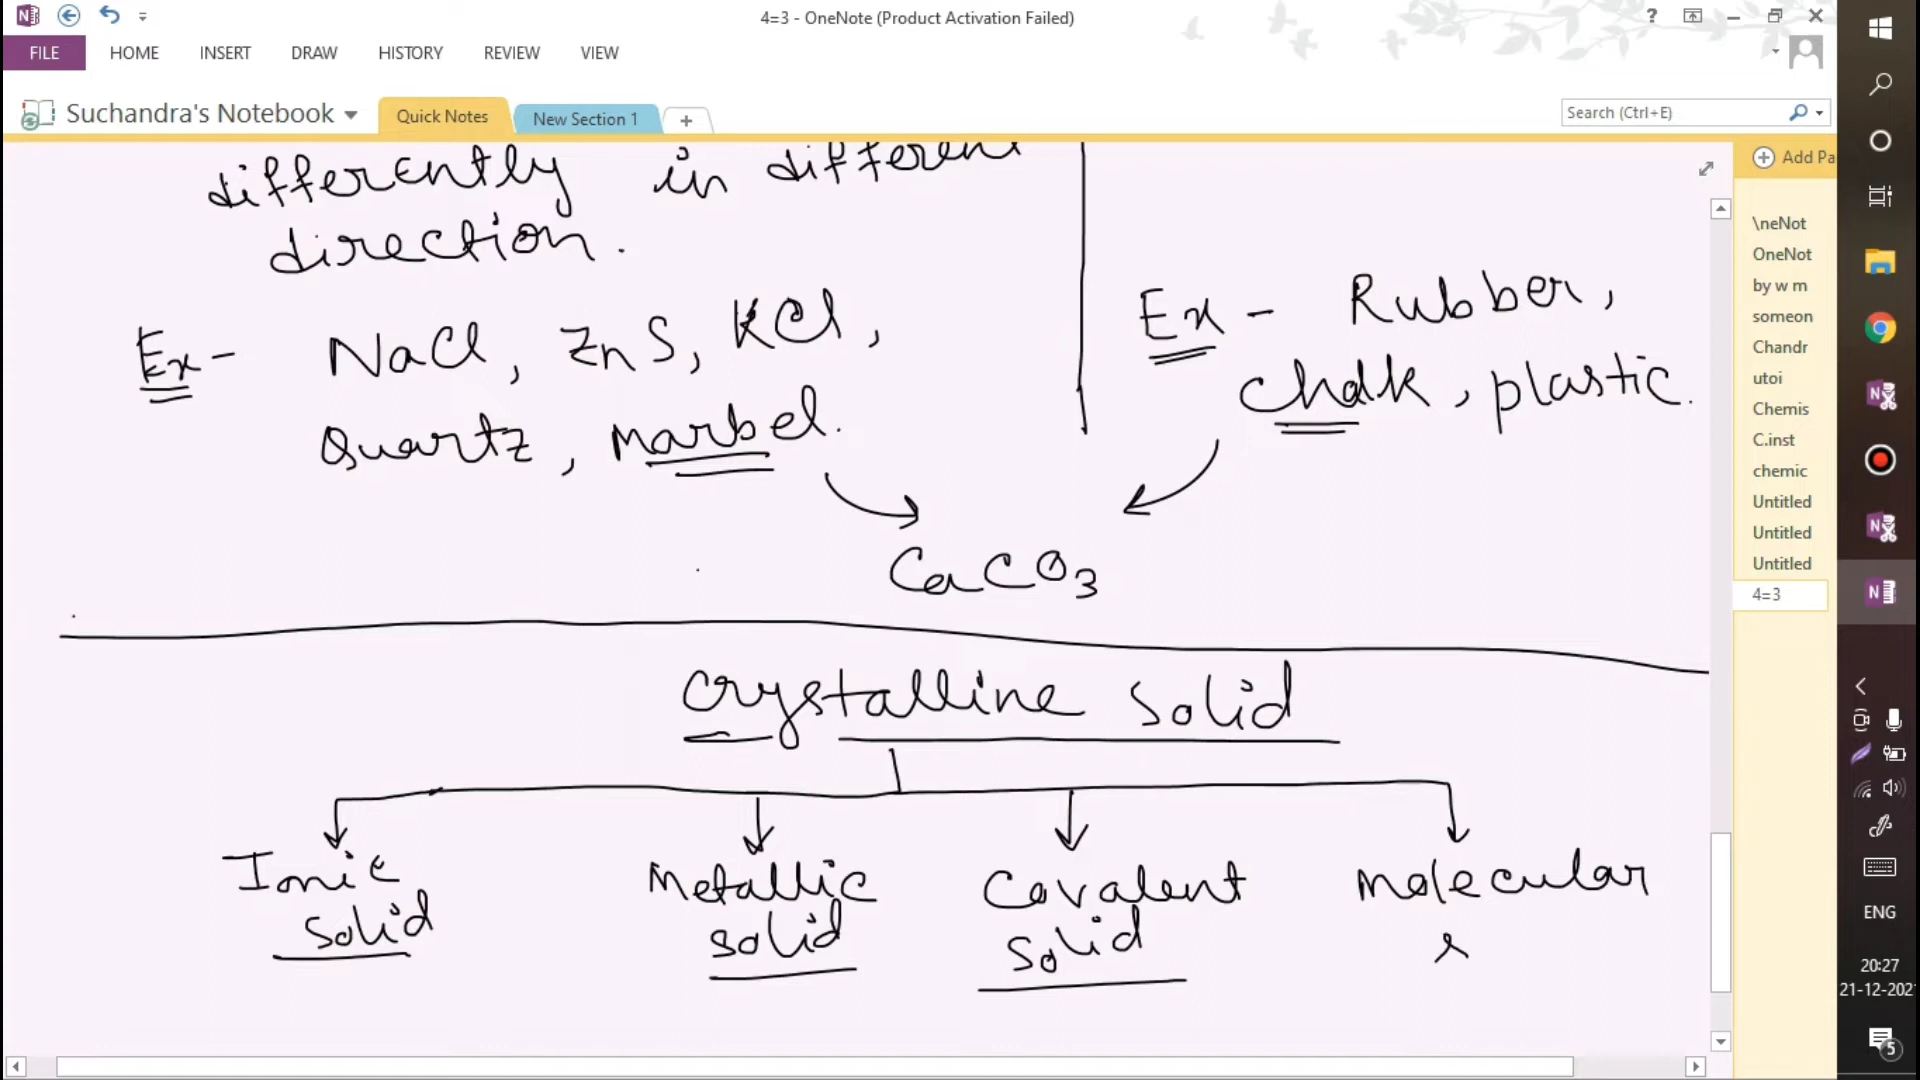 4=3 - OneNote (Product Activation Failed)
FILE HOME INSERT DRAW HISTORY REVIEW VIEW
Suchandra's Notebook Quick Notes New Section 1 +
Search (Ctrl+E)
Add Pa
differently in different
direction.
Ex- NaCl, ZnS, KCl,
Quartz, Marbel.
Ex - Rubber,
chalk, plastic.
CaCO3
Crystalline Solid
Ionic
Solid
Metallic
solid
Covalent
Solid
Molecular
s
\neNot
OneNot
by w m
someon
Chandr
utoi
Chemis
C.inst
chemic
Untitled
Untitled
Untitled
4=3
ENG
20:27
21-12-202
5